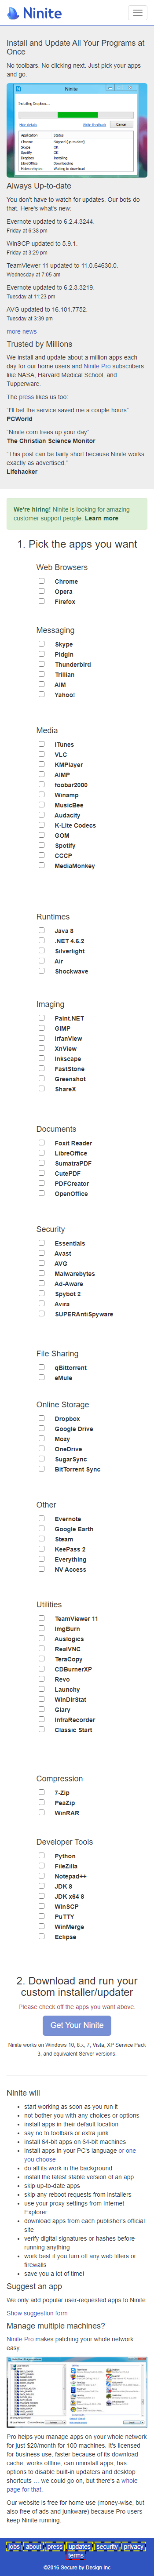 Ninite
Install and Update All Your Programs at
Once
No toolbars. No clicking next. Just pick your apps
and go.
Ninite
Always Up-to-date
You don't have to watch for updates. Our bots do
that. Here's what's new:
Evernote updated to 6.2.4.3244.
Friday at 6:38 pm
WinSCP updated to 5.9.1.
Friday at 3:29 pm
TeamViewer 11 updated to 11.0.64630.0.
Wednesday at 7:05 am
Evernote updated to 6.2.3.3219.
Tuesday at 11:23 pm
AVG updated to 16.101.7752.
Tuesday at 3:39 pm
more news
Trusted by Millions
We install and update about a million apps each
day for our home users and Ninite Pro subscribers
like NASA, Harvard Medical School, and
Tupperware.
The press likes us too:
"I'll bet the service saved me a couple hours"
PCWorld
"Ninite.com frees up your day"
The Christian Science Monitor
"This post can be fairly short because Ninite works
exactly as advertised."
Lifehacker
We're hiring! Ninite is looking for amazing
customer support people. Learn more
1. Pick the apps you want
Web Browsers
Chrome
Opera
Firefox
Messaging
Skype
Pidgin
Thunderbird
Trillian
AIM
Yahoo!
Media
iTunes
VLC
KMPlayer
AIMP
foobar2000
Winamp
MusicBee
Audacity
K-Lite Codecs
GOM
Spotify
CCCP
MediaMonkey
Runtimes
Java 8
.NET 4.6.2
Silverlight
Air
Shockwave
Imaging
Paint.NET
GIMP
IrfanView
XnView
Inkscape
FastStone
Greenshot
ShareX
Documents
Foxit Reader
LibreOffice
SumatraPDF
CutePDF
PDFCreator
OpenOffice
Security
Essentials
Avast
AVG
Malwarebytes
Ad-Aware
Spybot 2
Avira
SUPERAntiSpyware
File Sharing
qBittorrent
eMule
Online Storage
Dropbox
Google Drive
Mozy
OneDrive
SugarSync
BitTorrent Sync
Other
Evernote
Google Earth
Steam
KeePass 2
Everything
NV Access
Utilities
TeamViewer 11
ImgBurn
Auslogics
RealVNC
TeraCopy
CDBurnerXP
Revo
Launchy
WinDirStat
Glary
InfraRecorder
Classic Start
Compression
7-Zip
PeaZip
WinRAR
Developer Tools
Python
FileZilla
Notepad++
JDK 8
JDK x64 8
WinSCP
PuTTY
WinMerge
Eclipse
2. Download and run your
custom installer/updater
Please check off the apps you want above.
Get Your Ninite
Ninite works on Windows 10, 8.x, 7, Vista, XP Service Pack
3, and equivalent Server versions.
Ninite will
start working as soon as you run it
not bother you with any choices or options
install apps in their default location
say no to toolbars or extra junk
install 64-bit apps on 64-bit machines
install apps in your PC's language or one
you choose
do all its work in the background
install the latest stable version of an app
skip up-to-date apps
skip any reboot requests from installers
use your proxy settings from Internet
Explorer
download apps from each publisher's official
site
verify digital signatures or hashes before
running anything
work best if you turn off any web filters or
firewalls
save you a lot of time!
Suggest an app
We only add popular user-requested apps to Ninite.
Show suggestion form
Manage multiple machines?
Ninite Pro makes patching your whole network
easy.
Pro helps you manage apps on your whole network
for just $20/month for 100 machines. It's licensed
for business use, faster because of its download
cache, works offline, can uninstall apps, has
options to disable built-in updaters and desktop
shortcuts ... we could go on, but there's a whole
page for that.
Our website is free for home use (money-wise, but
also free of ads and junkware) because Pro users
keep Ninite running.
jobs about press updates security privacy
terms
©2016 Secure by Design Inc